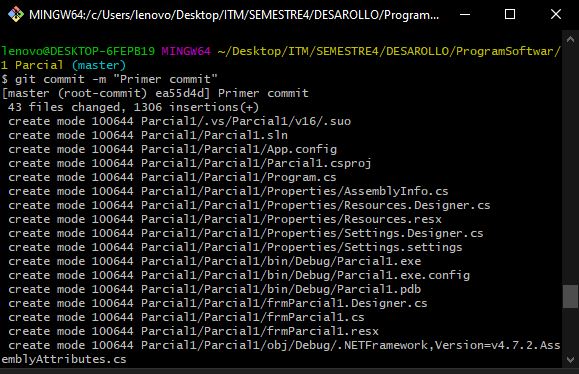 MINGW64:/c/Users/lenovo/Desktop/ITM/SEMESTRE4/DESAROLLO/Program...
lenovo@DESKTOP-6FEPB19 MINGW64 ~/Desktop/ITM/SEMESTRE4/DESAROLLO/ProgramSoftwar/
1 Parcial (master)
$ git commit -m "Primer commit"
[master (root-commit) ea55d4d] Primer commit
 43 files changed, 1306 insertions(+)
 create mode 100644 Parcial1/.vs/Parcial1/v16/.suo
 create mode 100644 Parcial1/Parcial1.sln
 create mode 100644 Parcial1/Parcial1/App.config
 create mode 100644 Parcial1/Parcial1/Parcial1.csproj
 create mode 100644 Parcial1/Parcial1/Program.cs
 create mode 100644 Parcial1/Parcial1/Properties/AssemblyInfo.cs
 create mode 100644 Parcial1/Parcial1/Properties/Resources.Designer.cs
 create mode 100644 Parcial1/Parcial1/Properties/Resources.resx
 create mode 100644 Parcial1/Parcial1/Properties/Settings.Designer.cs
 create mode 100644 Parcial1/Parcial1/Properties/Settings.settings
 create mode 100644 Parcial1/Parcial1/bin/Debug/Parcial1.exe
 create mode 100644 Parcial1/Parcial1/bin/Debug/Parcial1.exe.config
 create mode 100644 Parcial1/Parcial1/bin/Debug/Parcial1.pdb
 create mode 100644 Parcial1/Parcial1/frmParcial1.Designer.cs
 create mode 100644 Parcial1/Parcial1/frmParcial1.cs
 create mode 100644 Parcial1/Parcial1/frmParcial1.resx
 create mode 100644 Parcial1/Parcial1/obj/Debug/.NETFramework,Version=v4.7.2.Ass
emblyAttributes.cs